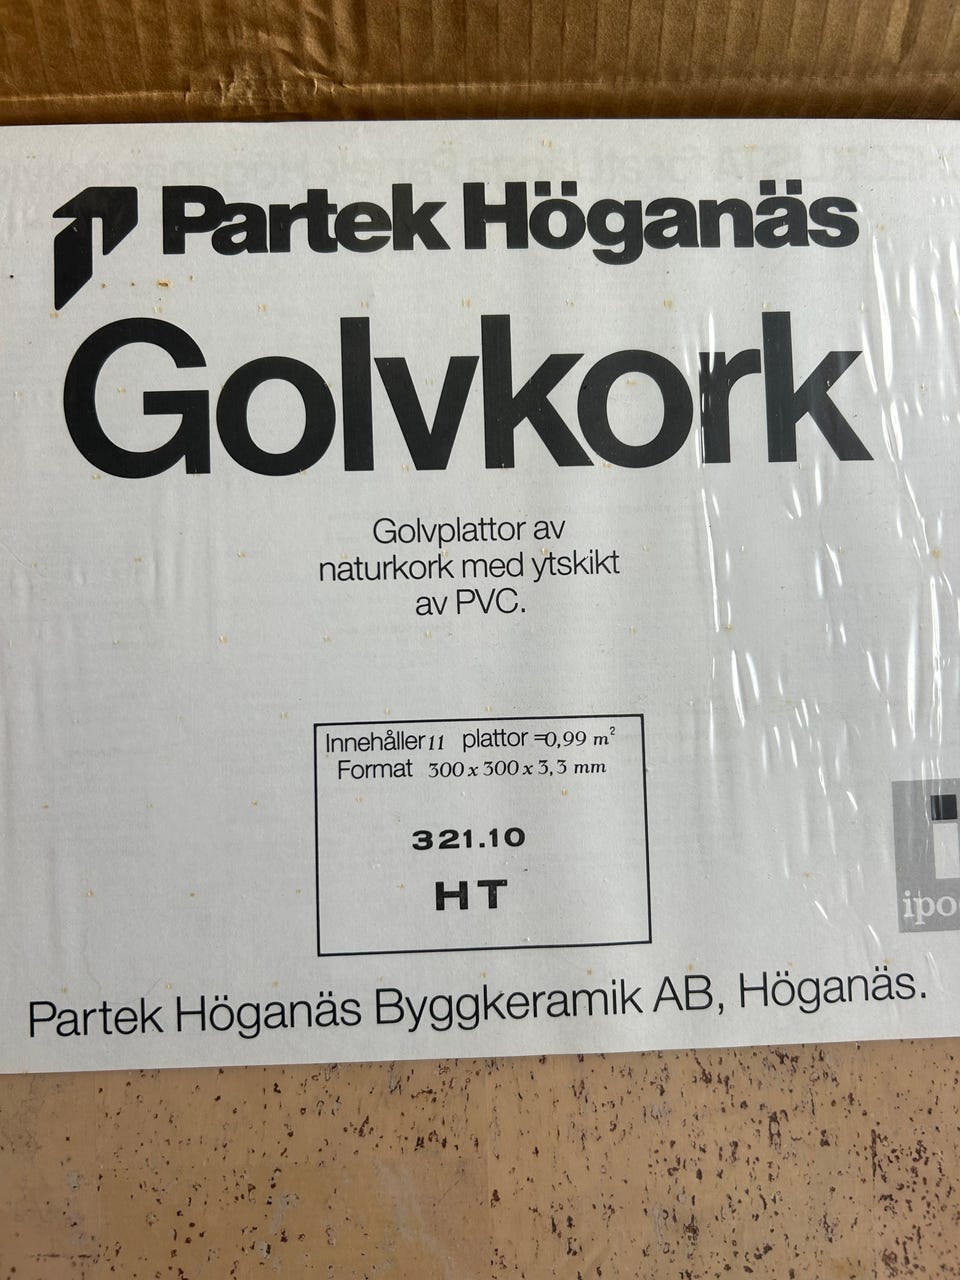 Partek Höganäs
Golvkork
Golvplattor av
naturkork med ytskikt
av PVC.
Innehåller 11 plattor =0,99 m²
Format 300 x 300 x 3,3 mm
321.10
HT
ipo
Partek Höganäs Byggkeramik AB, Höganäs.